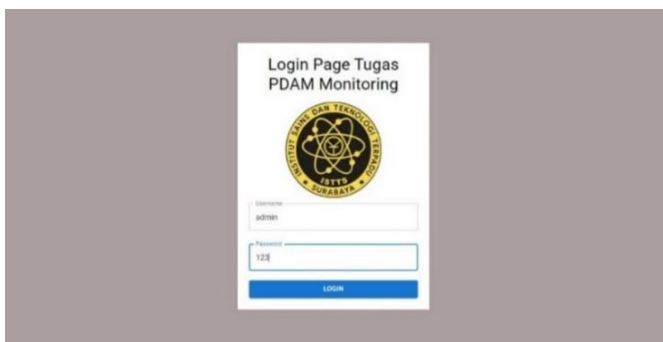 Login Page Tugas
PDAM Monitoring
INSTITUT SAINS DAN TEKNOLOGI TERPADU
ISTTS
SURABAYA
Username
admin
Password
123
LOGIN